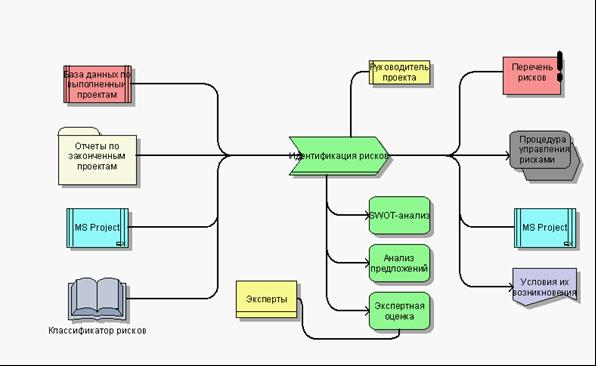 База данных по
выполненный
проектам
Отчеты по
законченным
проектам
MS Project
Классификатор рисков
Руководитель
проекта
Идентификация рисков
SWOT-анализ
Анализ
предложений
Экспертная
оценка
Эксперты
Перечень
рисков
Процедура
управления
рисками
MS Project
Условия их
возникновения